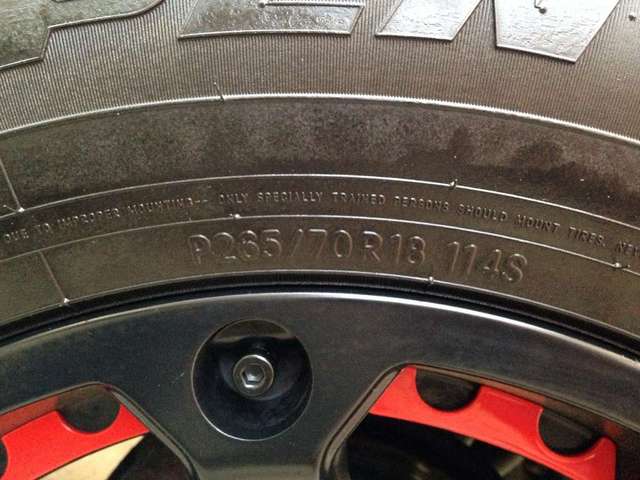 DUE TO IMPROPER MOUNTING-- ONLY SPECIALLY TRAINED PERSONS SHOULD MOUNT TIRES.
P265/70R18 114S